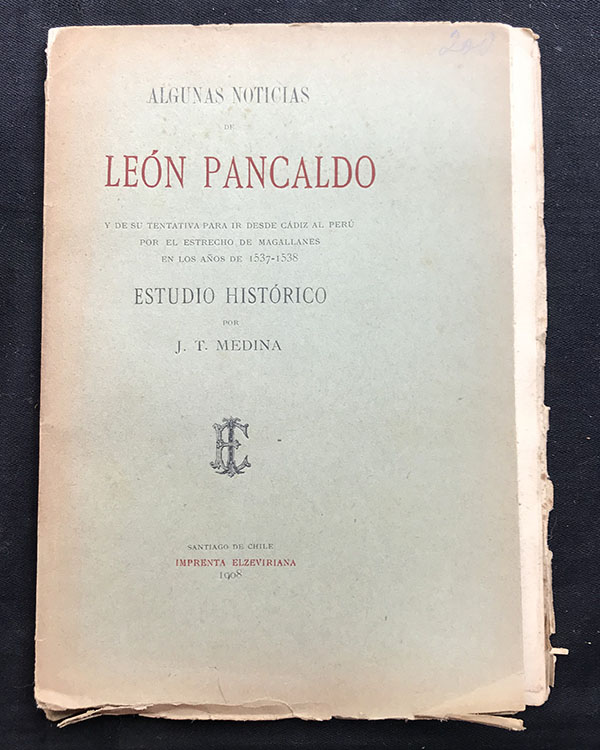 200
ALGUNAS NOTICIAS
DE
LEÓN PANCALDO
Y DE SU TENTATIVA PARA IR DESDE CÁDIZ AL PERÚ
POR EL ESTRECHO DE MAGALLANES
EN LOS AÑOS DE 1537-1538
ESTUDIO HISTÓRICO
POR
J. T. MEDINA
SANTIAGO DE CHILE
IMPRENTA ELZEVIRIANA
1908